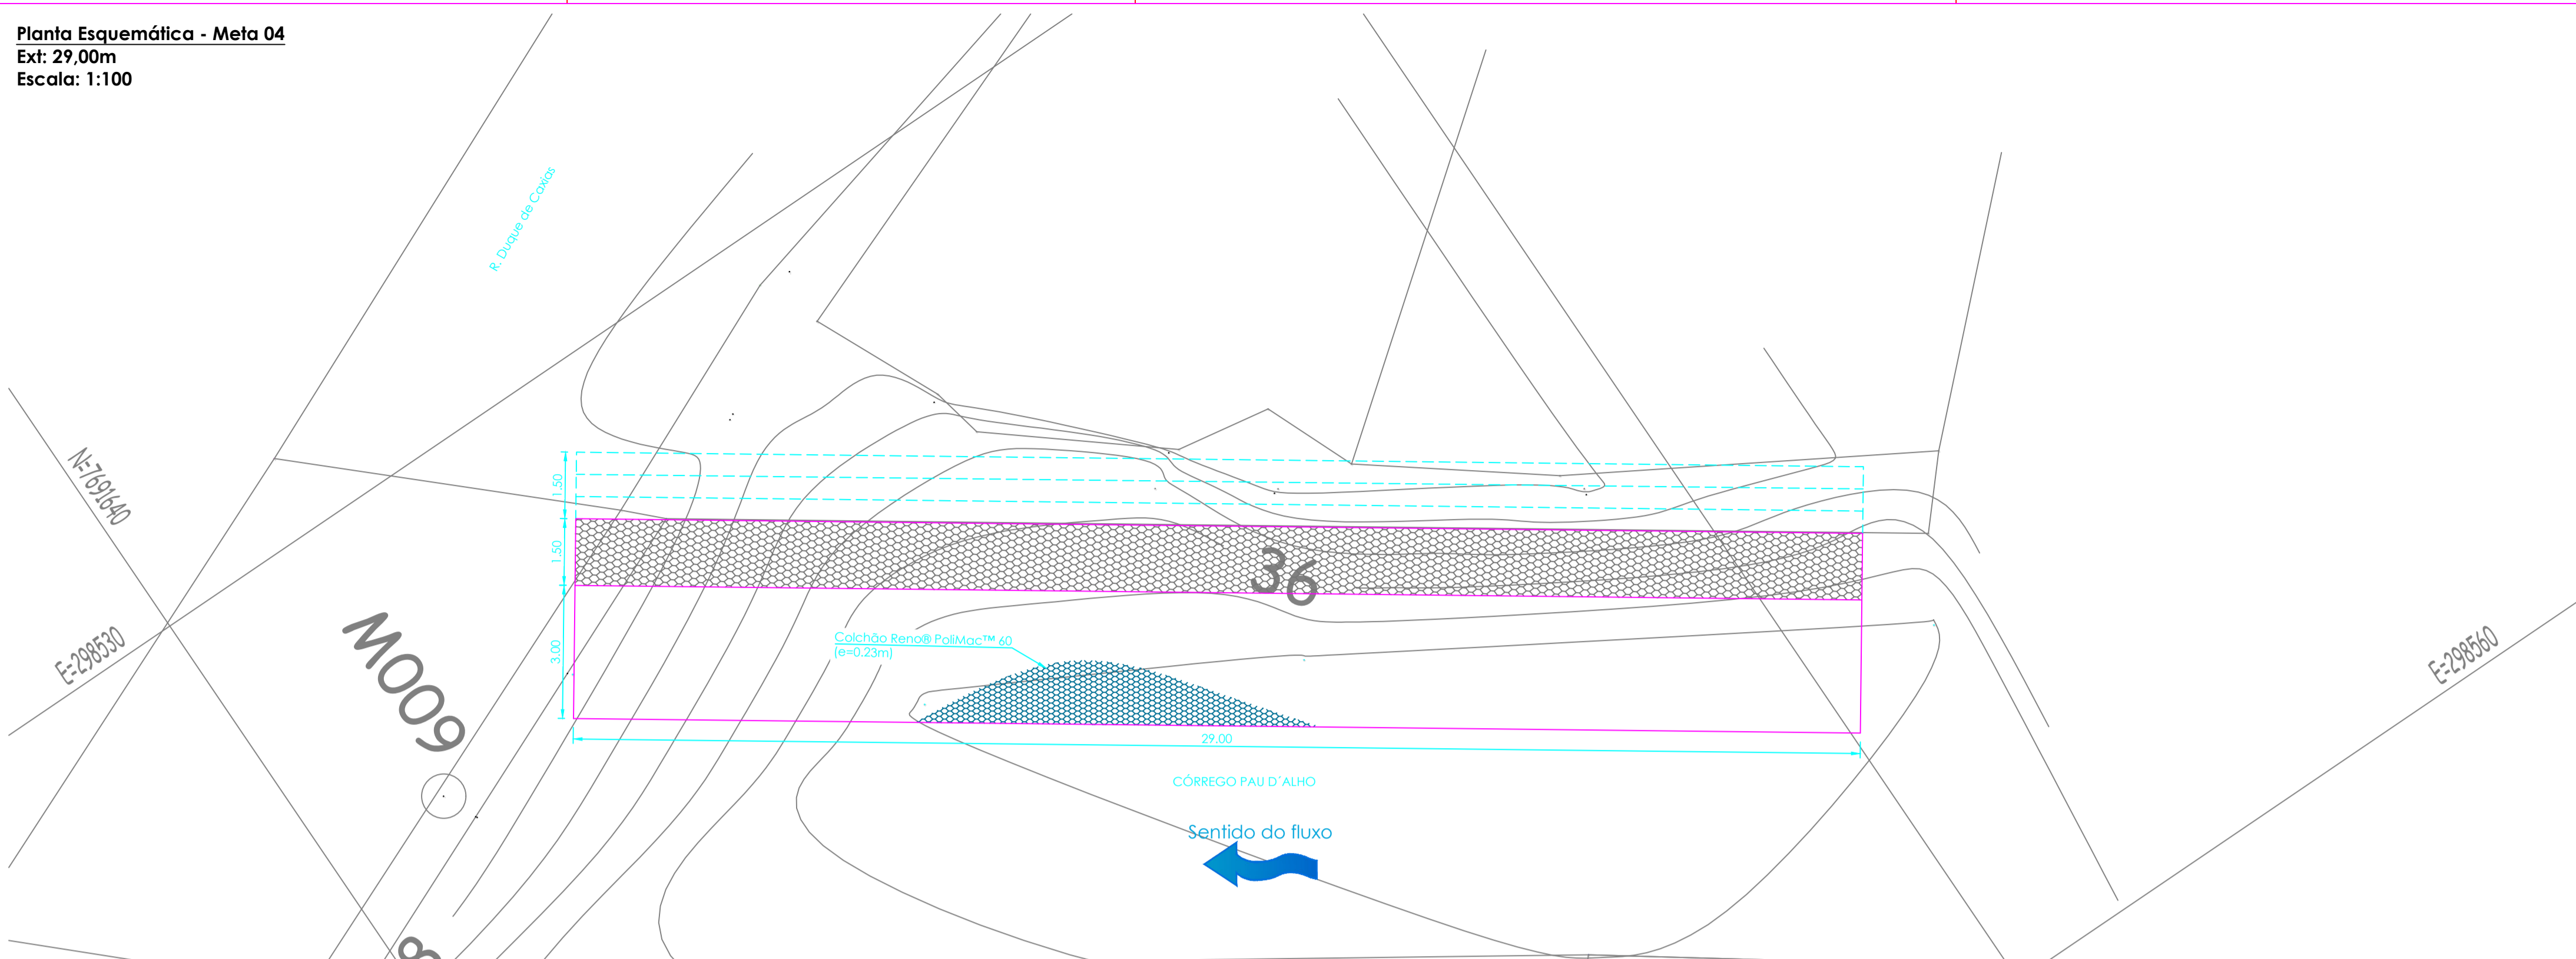 Planta Esquemática - Meta 04
Ext: 29,00m
Escala: 1:100
R. Duque de Caxias
N=7691640
E=298530
M009
1.50
1.50
3.00
36
Colchão Reno® PoliMac™ 60
(e=0.23m)
29.00
CÓRREGO PAU D´ALHO
Sentido do fluxo
E=298560